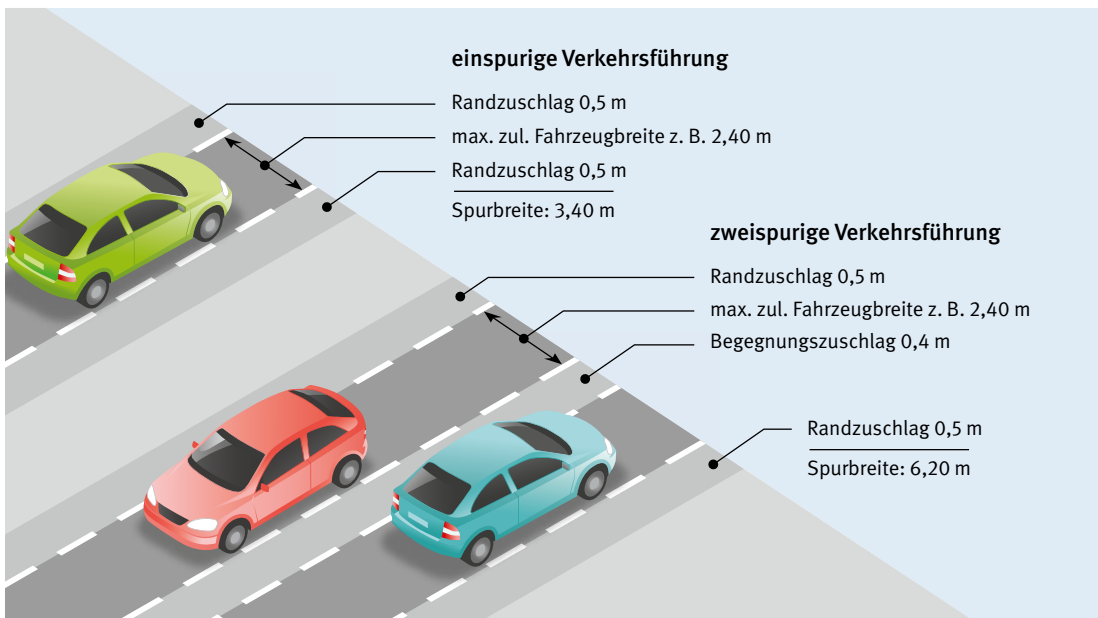 einspurige Verkehrsführung
Randzuschlag 0,5 m
max. zul. Fahrzeugbreite z. B. 2,40 m
Randzuschlag 0,5 m
Spurbreite: 3,40 m
zweispurige Verkehrsführung
Randzuschlag 0,5 m
max. zul. Fahrzeugbreite z. B. 2,40 m
Begegnungszuschlag 0,4 m
Randzuschlag 0,5 m
Spurbreite: 6,20 m